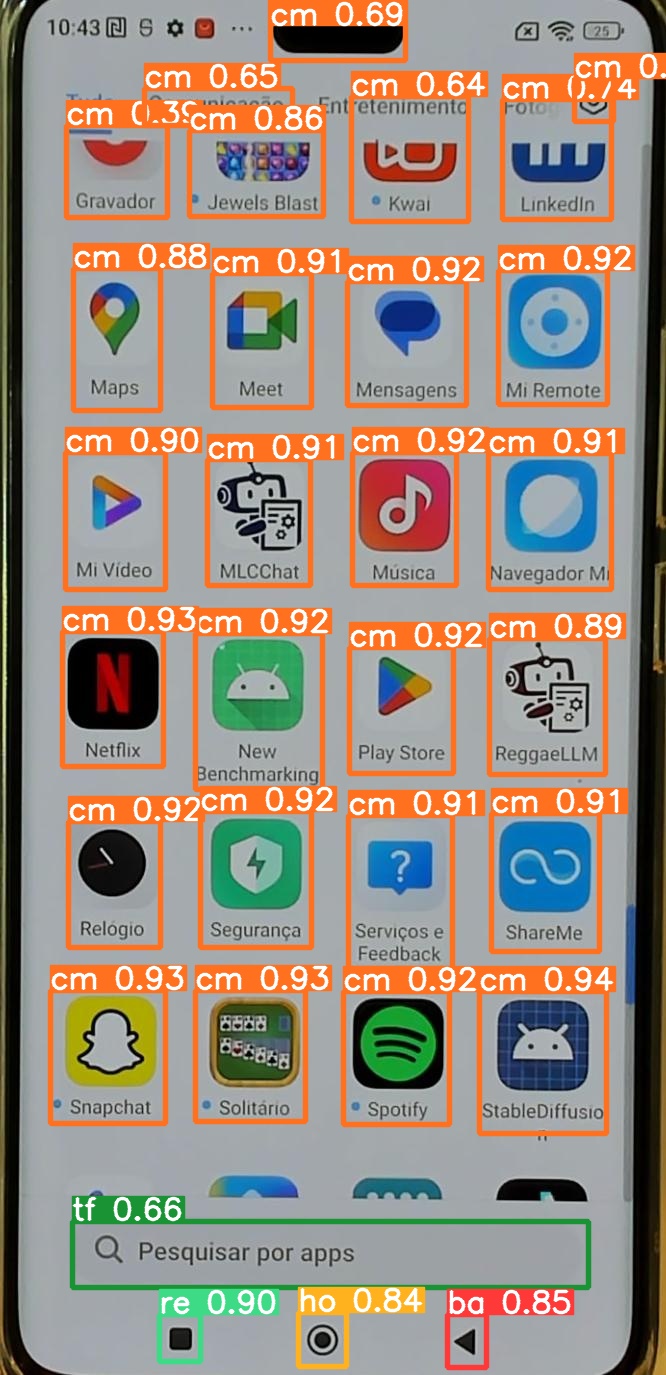 10:43 25
cm 0.69
cm 0.65 cm 0.64 cm 0.74 cm 0.
Entretenimento
cm 0.39 cm 0.86
Gravador Jewels Blast Kwai LinkedIn
cm 0.88 cm 0.91 cm 0.92 cm 0.92
Maps Meet Mensagens Mi Remote
cm 0.90 cm 0.91 cm 0.92 cm 0.91
Mi Vídeo MLCChat Música Navegador Mi
cm 0.93 cm 0.92 cm 0.92 cm 0.89
Netflix New Benchmarking Play Store ReggaeLLM
cm 0.92 cm 0.92 cm 0.91 cm 0.91
Relógio Segurança Serviços e Feedback ShareMe
cm 0.93 cm 0.93 cm 0.92 cm 0.94
Snapchat Solitário Spotify StableDiffusio
tf 0.66
Pesquisar por apps
re 0.90 ho 0.84 ba 0.85